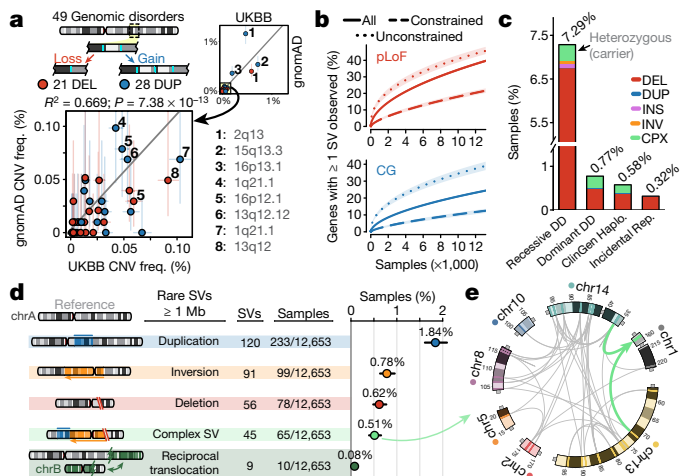 a
49 Genomic disorders
Loss
Gain
21 DEL
28 DUP
R² = 0.669; P = 7.38 × 10⁻¹³
gnomAD CNV freq. (%)
0.10
0.05
0
0
0.05
0.10
UKBB CNV freq. (%)
4
5
6
7
8
5
UKBB
gnomAD
1%
0%
0%
1%
2
3
1
1: 2q13
2: 15q13.3
3: 16p13.1
4: 1q21.1
5: 16p12.1
6: 13q12.12
7: 1q21.1
8: 13q12
b
All
Constrained
Unconstrained
Genes with ≥ 1 SV observed (%)
pLoF
40
20
0
0 2 4 6 8 10 12
CG
40
20
0
0 2 4 6 8 10 12
Samples (×1,000)
c
Samples (%)
7.5
6.5
5.5
1
0
7.29%
Heterozygous
(carrier)
DEL
DUP
INS
INV
CPX
0.77%
0.58%
0.32%
Recessive DD
Dominant DD
ClinGen Haplo.
Incidental Rep.
d
Reference
chrA
Rare SVs
≥ 1 Mb
SVs
Samples
Samples (%)
0 1 2
Duplication 120 233/12,653 1.84%
Inversion 91 99/12,653 0.78%
Deletion 56 78/12,653 0.62%
Complex SV 45 65/12,653 0.51%
Reciprocal
translocation 9 10/12,653 0.08%
chrB
e
chr14
chr10
chr8
chr5
chr2
chr13
chr1